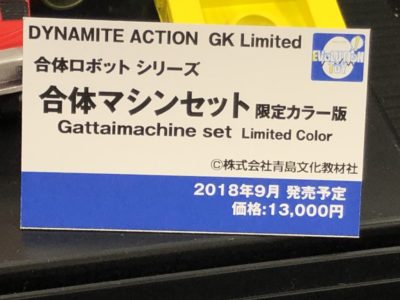 DYNAMITE ACTION GK Limited
EVOLUTION TOY
合体ロボット シリーズ
合体マシンセット 限定カラー版
Gattaimachine set Limited Color
©株式会社青島文化教材社
2018年9月 発売予定
価格:13,000円